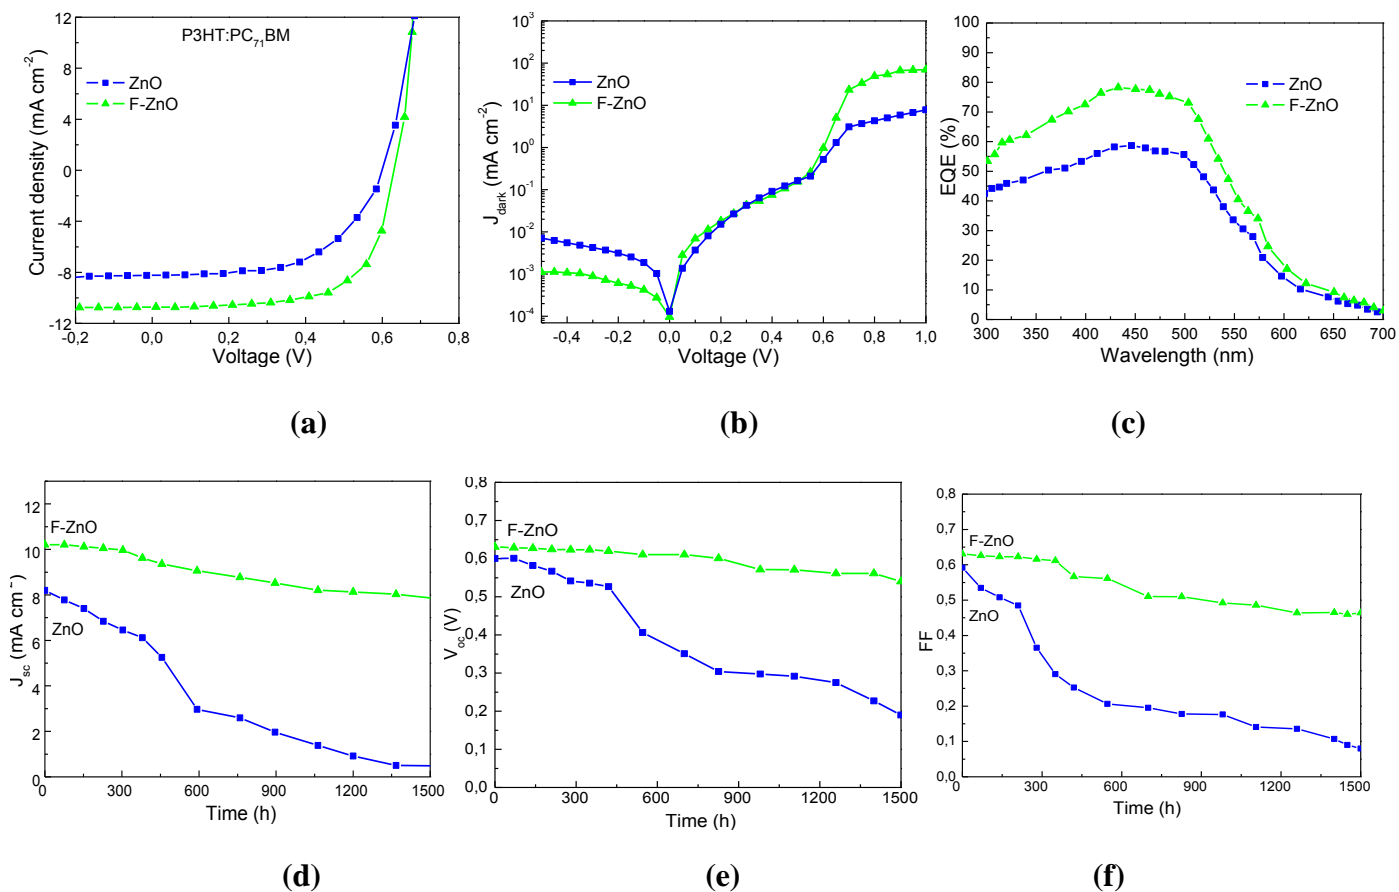 P3HT:PC71BM
ZnO
F-ZnO
Current density (mA cm-2)
12
8
4
0
-4
-8
-12
-0,2
0,0
0,2
0,4
0,6
0,8
Voltage (V)
(a)
ZnO
F-ZnO
Jdark (mA cm-2)
10^3
10^2
10^1
10^0
10^-1
10^-2
10^-3
10^-4
-0,4
-0,2
0,0
0,2
0,4
0,6
0,8
1,0
Voltage (V)
(b)
ZnO
F-ZnO
EQE (%)
100
90
80
70
60
50
40
30
20
10
0
300
350
400
450
500
550
600
650
700
Wavelength (nm)
(c)
F-ZnO
ZnO
Jsc (mA cm-
12
10
8
6
4
2
0
0
300
600
900
1200
1500
Time (h)
(d)
F-ZnO
ZnO
Voc (V)
0,8
0,7
0,6
0,5
0,4
0,3
0,2
0,1
0,0
0
300
600
900
1200
1500
Time (h)
(e)
F-ZnO
ZnO
FF
0,8
0,7
0,6
0,5
0,4
0,3
0,2
0,1
0,0
0
300
600
900
1200
1500
Time (h)
(f)